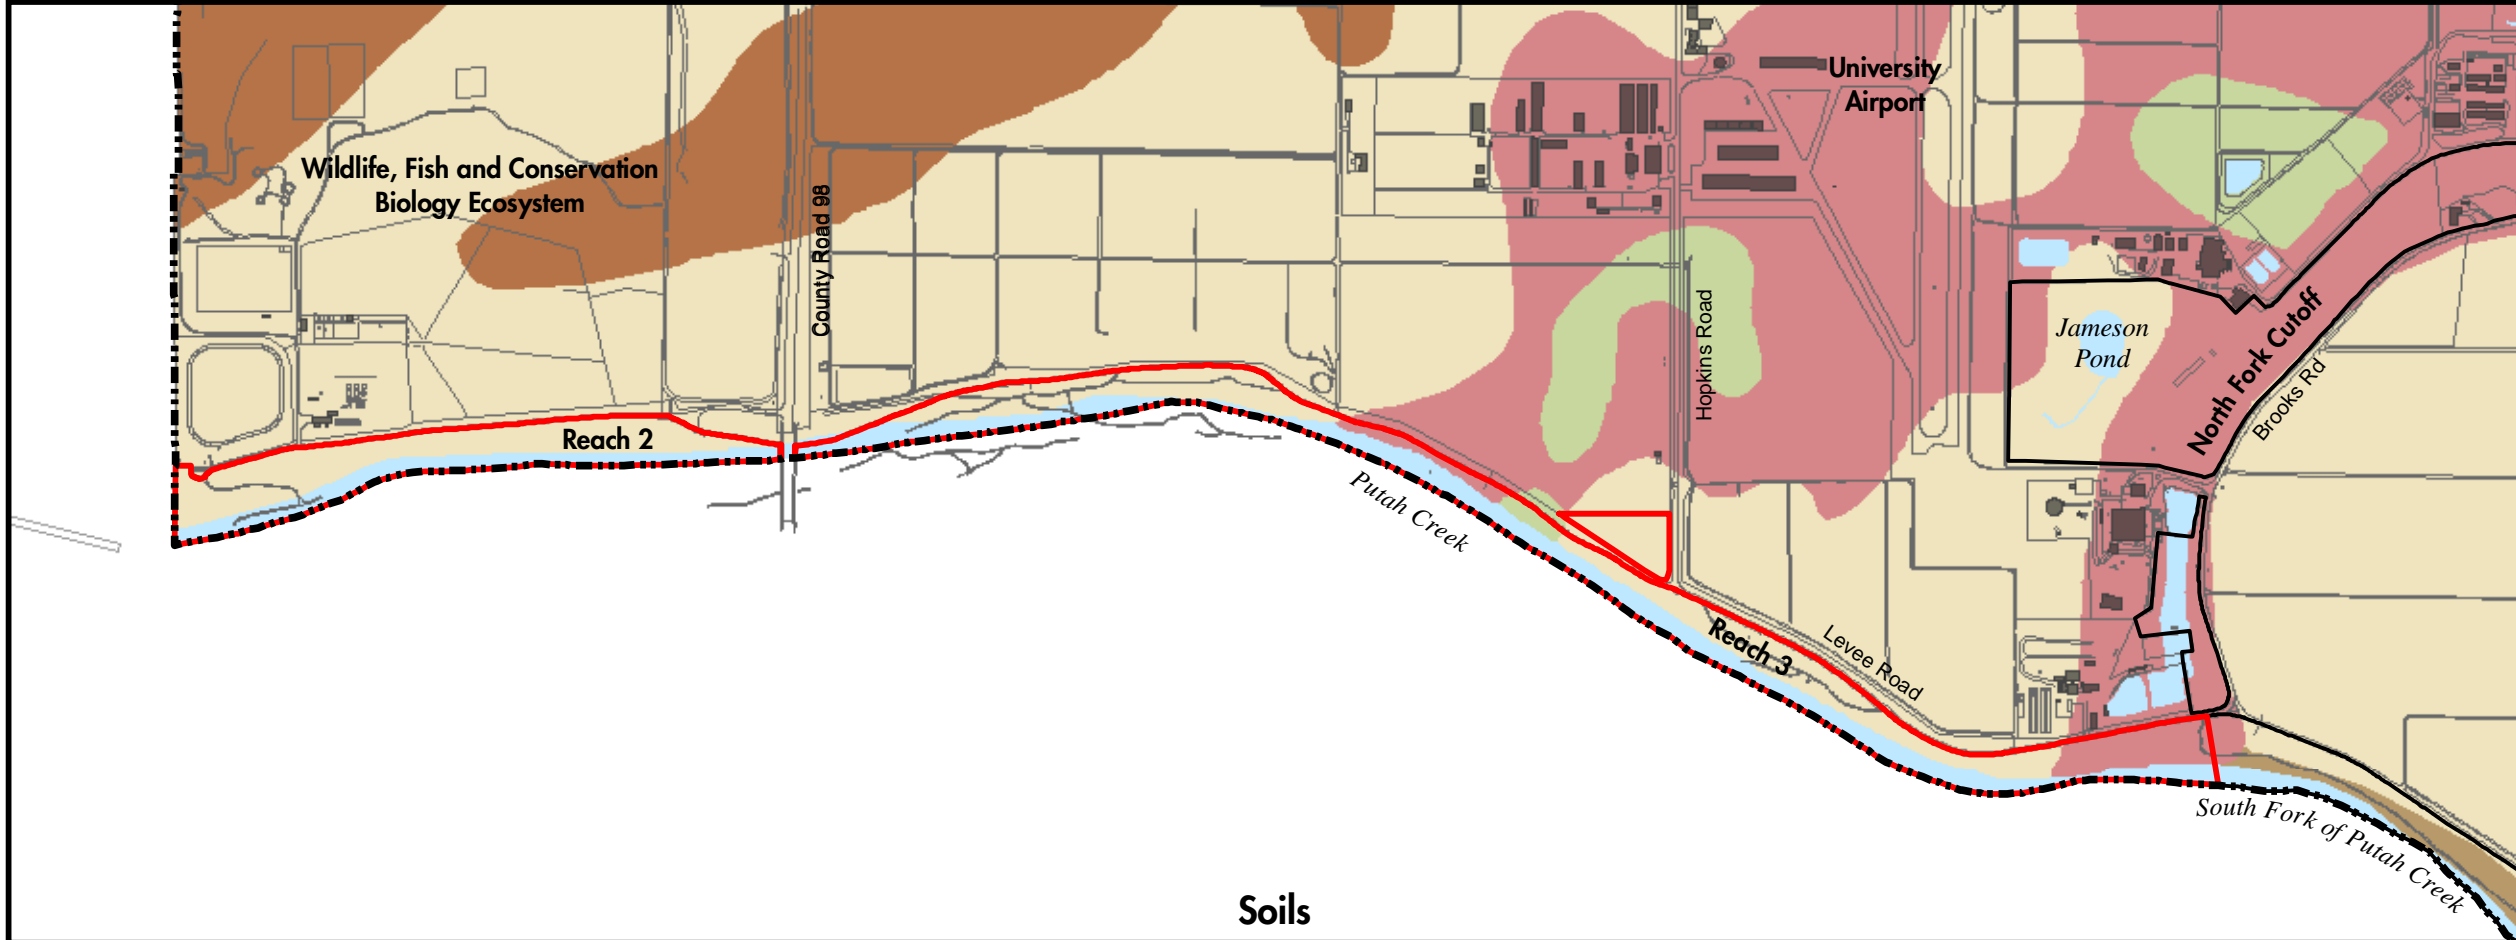 University
Airport
Wildlife, Fish and Conservation
Biology Ecosystem
County Road 98
Hopkins Road
Jameson
Pond
North Fork Cutoff
Brooks Rd
Reach 2
Putah Creek
Reach 3
Levee Road
South Fork of Putah Creek
Soils